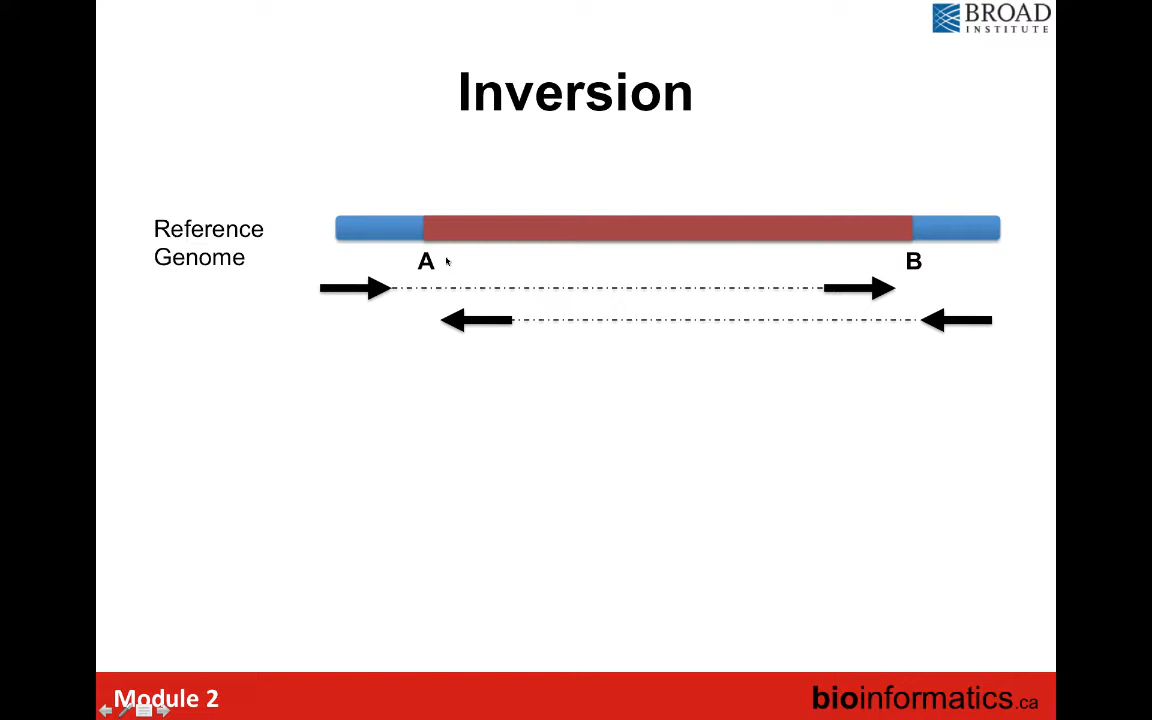 BROAD
INSTITUTE
Inversion
Reference
Genome
A
B
Module 2
bioinformatics.ca